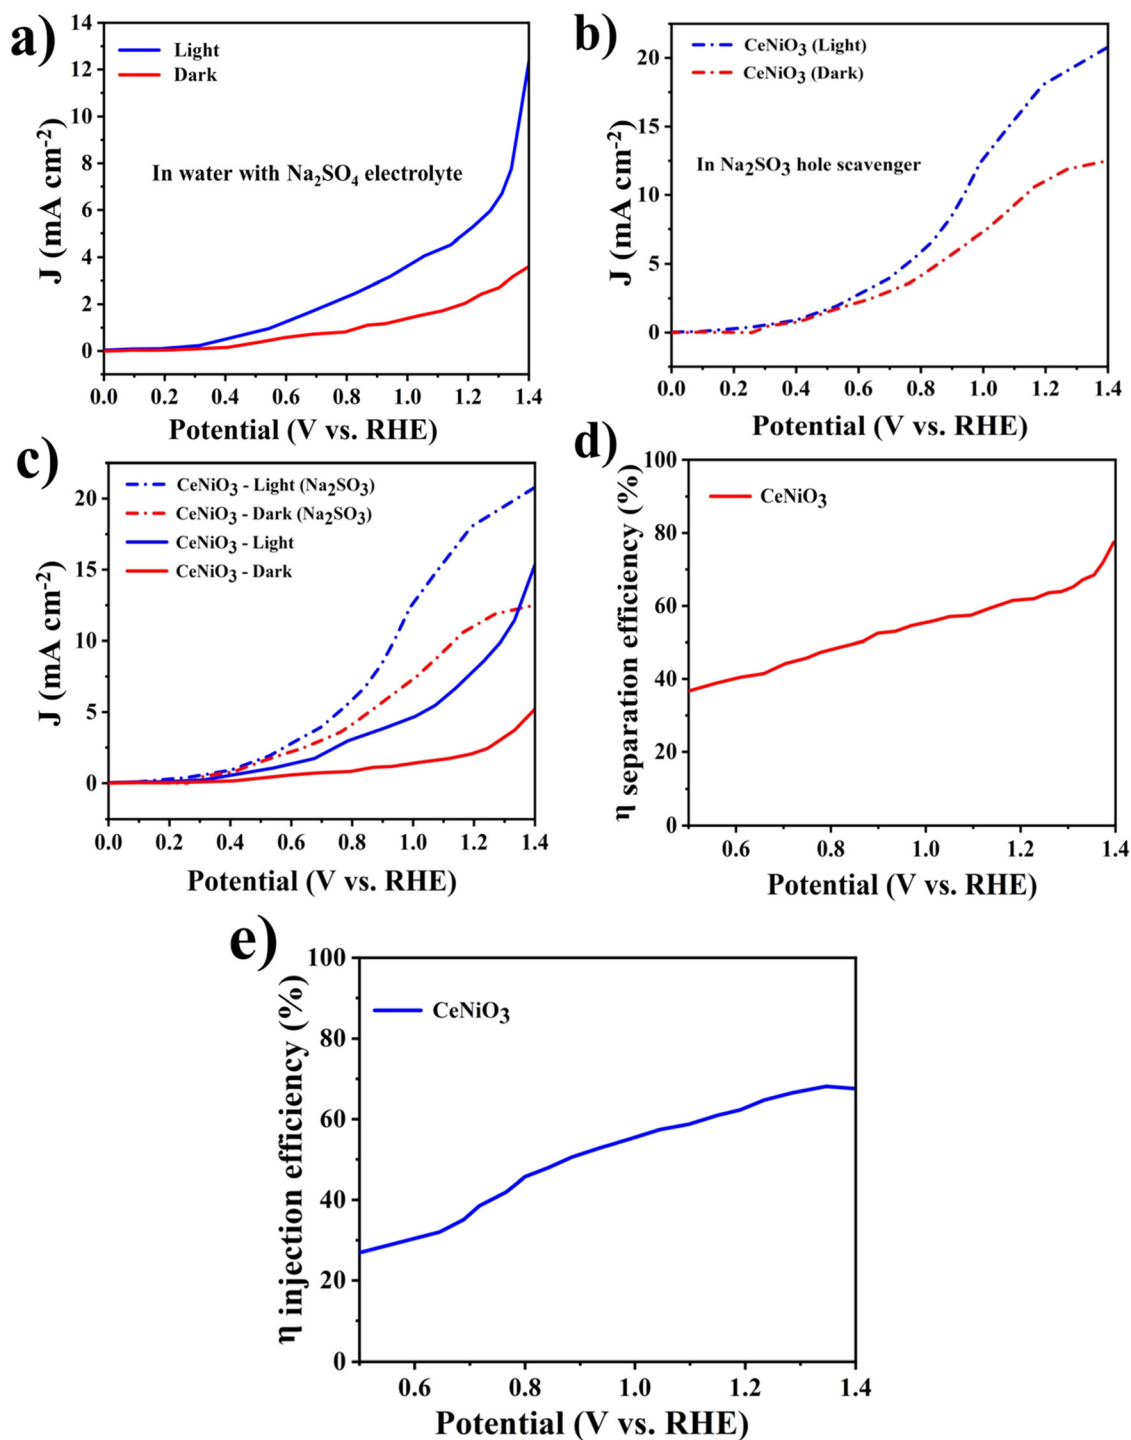 a)
14
12
10
8
6
4
2
0
J (mA cm⁻²)
Light
Dark
In water with Na₂SO₄ electrolyte
0.0 0.2 0.4 0.6 0.8 1.0 1.2 1.4
Potential (V vs. RHE)
b)
20
15
10
5
0
J (mA cm⁻²)
CeNiO₃ (Light)
CeNiO₃ (Dark)
In Na₂SO₃ hole scavenger
0.0 0.2 0.4 0.6 0.8 1.0 1.2 1.4
Potential (V vs. RHE)
c)
20
15
10
5
0
J (mA cm⁻²)
CeNiO₃ - Light (Na₂SO₃)
CeNiO₃ - Dark (Na₂SO₃)
CeNiO₃ - Light
CeNiO₃ - Dark
0.0 0.2 0.4 0.6 0.8 1.0 1.2 1.4
Potential (V vs. RHE)
d)
100
80
60
40
20
0
η separation efficiency (%)
CeNiO₃
0.6 0.8 1.0 1.2 1.4
Potential (V vs. RHE)
e)
100
80
60
40
20
0
η injection efficiency (%)
CeNiO₃
0.6 0.8 1.0 1.2 1.4
Potential (V vs. RHE)